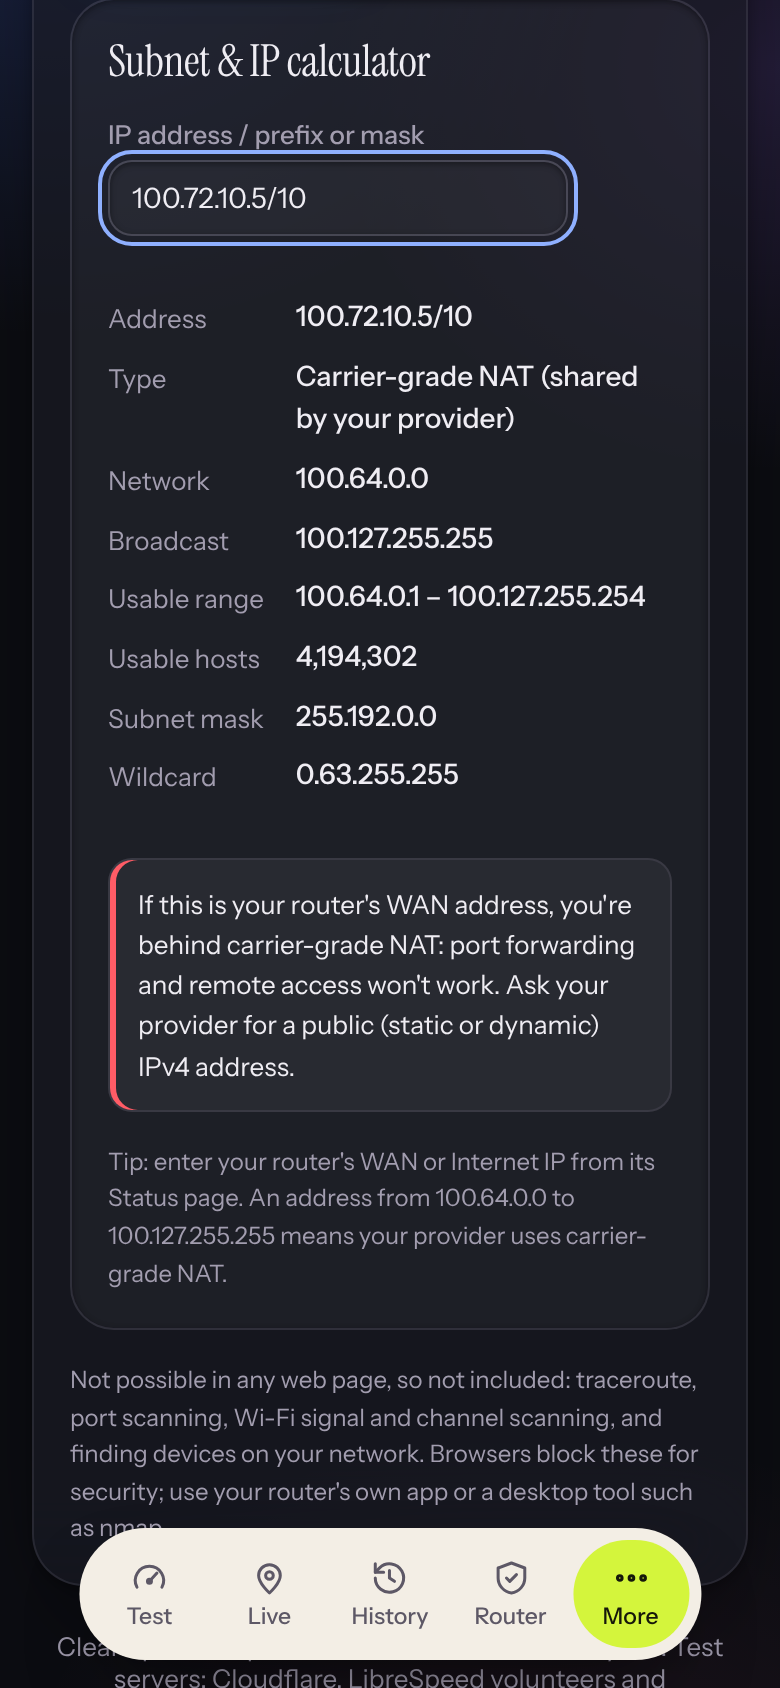 Subnet & IP calculator
IP address / prefix or mask
100.72.10.5/10
Address 100.72.10.5/10
Type Carrier-grade NAT (shared
by your provider)
Network 100.64.0.0
Broadcast 100.127.255.255
Usable range 100.64.0.1 – 100.127.255.254
Usable hosts 4,194,302
Subnet mask 255.192.0.0
Wildcard 0.63.255.255
If this is your router's WAN address, you're
behind carrier-grade NAT: port forwarding
and remote access won't work. Ask your
provider for a public (static or dynamic)
IPv4 address.
Tip: enter your router's WAN or Internet IP from its
Status page. An address from 100.64.0.0 to
100.127.255.255 means your provider uses carrier-
grade NAT.
Not possible in any web page, so not included: traceroute,
port scanning, Wi-Fi signal and channel scanning, and
finding devices on your network. Browsers block these for
security; use your router's own app or a desktop tool such
as nmap.
Test Live History Router More
Test
servers: Cloudflare, LibreSpeed volunteers and